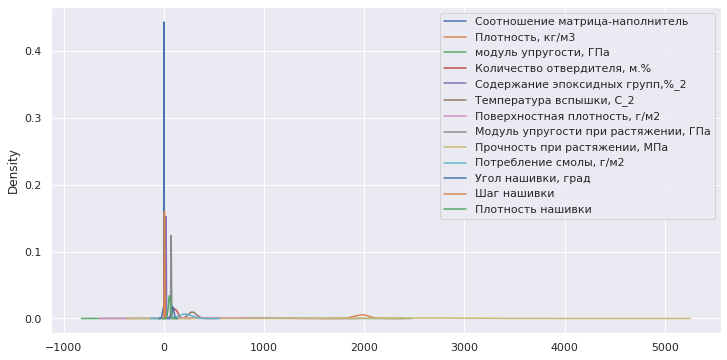 Соотношение матрица-наполнитель
Плотность, кг/м3
модуль упругости, ГПа
Количество отвердителя, м.%
Содержание эпоксидных групп,%_2
Температура вспышки, С_2
Поверхностная плотность, г/м2
Модуль упругости при растяжении, ГПа
Прочность при растяжении, МПа
Потребление смолы, г/м2
Угол нашивки, град
Шаг нашивки
Плотность нашивки
Density
0.4
0.3
0.2
0.1
0.0
−1000 0 1000 2000 3000 4000 5000